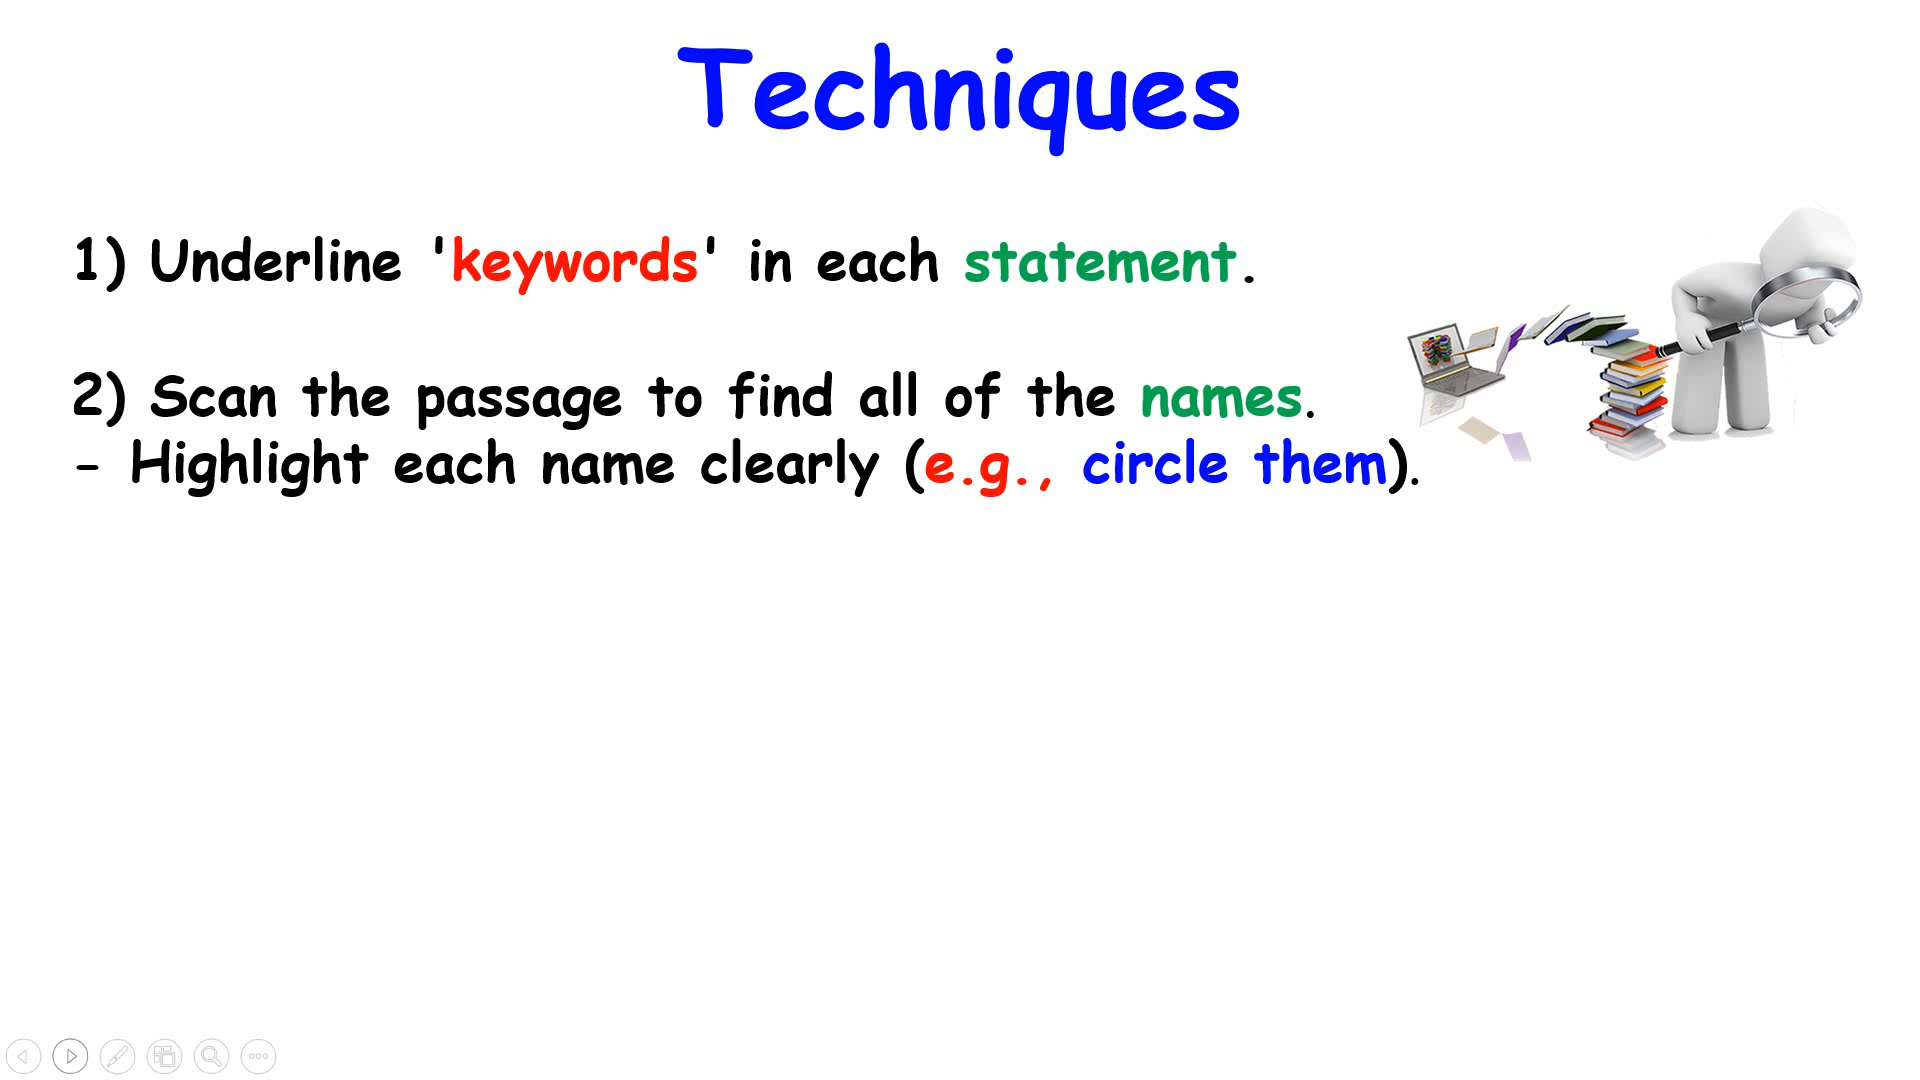 Techniques
1) Underline 'keywords' in each statement.
2) Scan the passage to find all of the names.
- Highlight each name clearly (e.g., circle them).